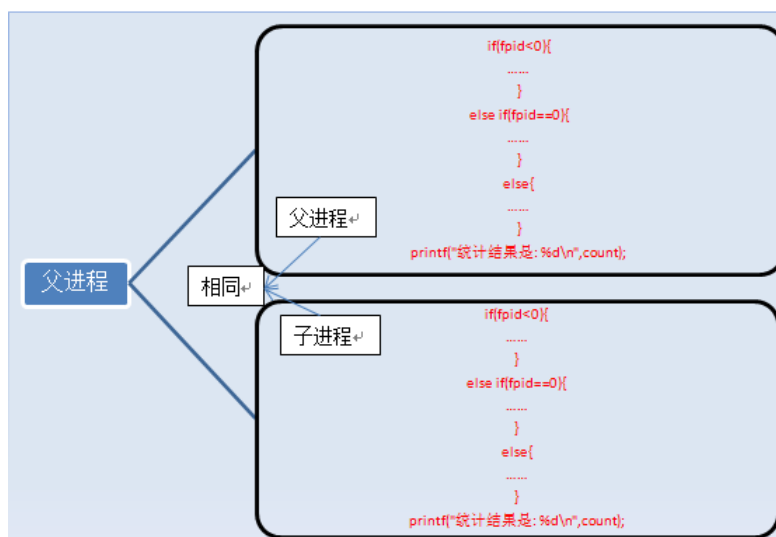 if(fpid<0){
……
}
else if(fpid==0){
……
}
else{
……
}
printf("统计结果是: %d\n",count);
父进程
父进程
相同
子进程
if(fpid<0){
……
}
else if(fpid==0){
……
}
else{
……
}
printf("统计结果是: %d\n",count);